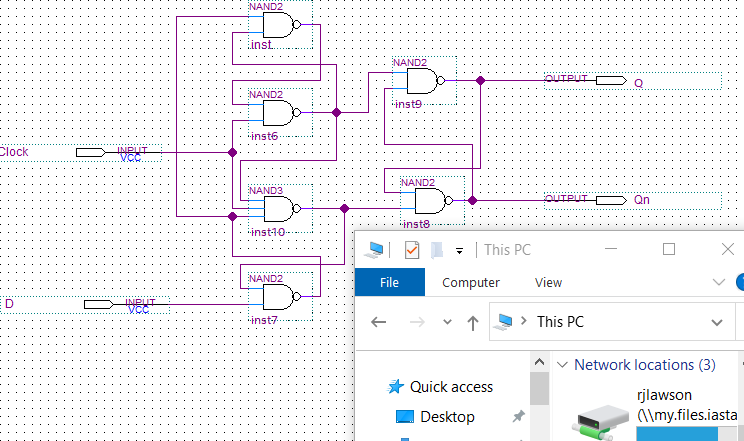 NAND2
inst
NAND2
inst6
NAND2
inst9
OUTPUT
Q
Clock
INPUT
VCC
NAND3
inst10
NAND2
inst8
OUTPUT
Qn
NAND2
inst7
D
INPUT
VCC
This PC
File
Computer
View
This PC
Quick access
Desktop
Network locations (3)
rjlawson
(\\my.files.iasta